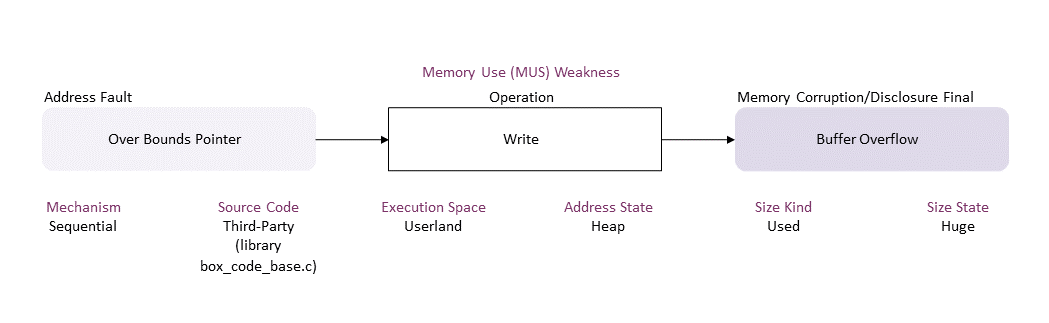 Memory Use (MUS) Weakness
Address Fault
Operation
Memory Corruption/Disclosure Final
Over Bounds Pointer
Write
Buffer Overflow
Mechanism
Sequential
Source Code
Third-Party
(library
box_code_base.c)
Execution Space
Userland
Address State
Heap
Size Kind
Used
Size State
Huge